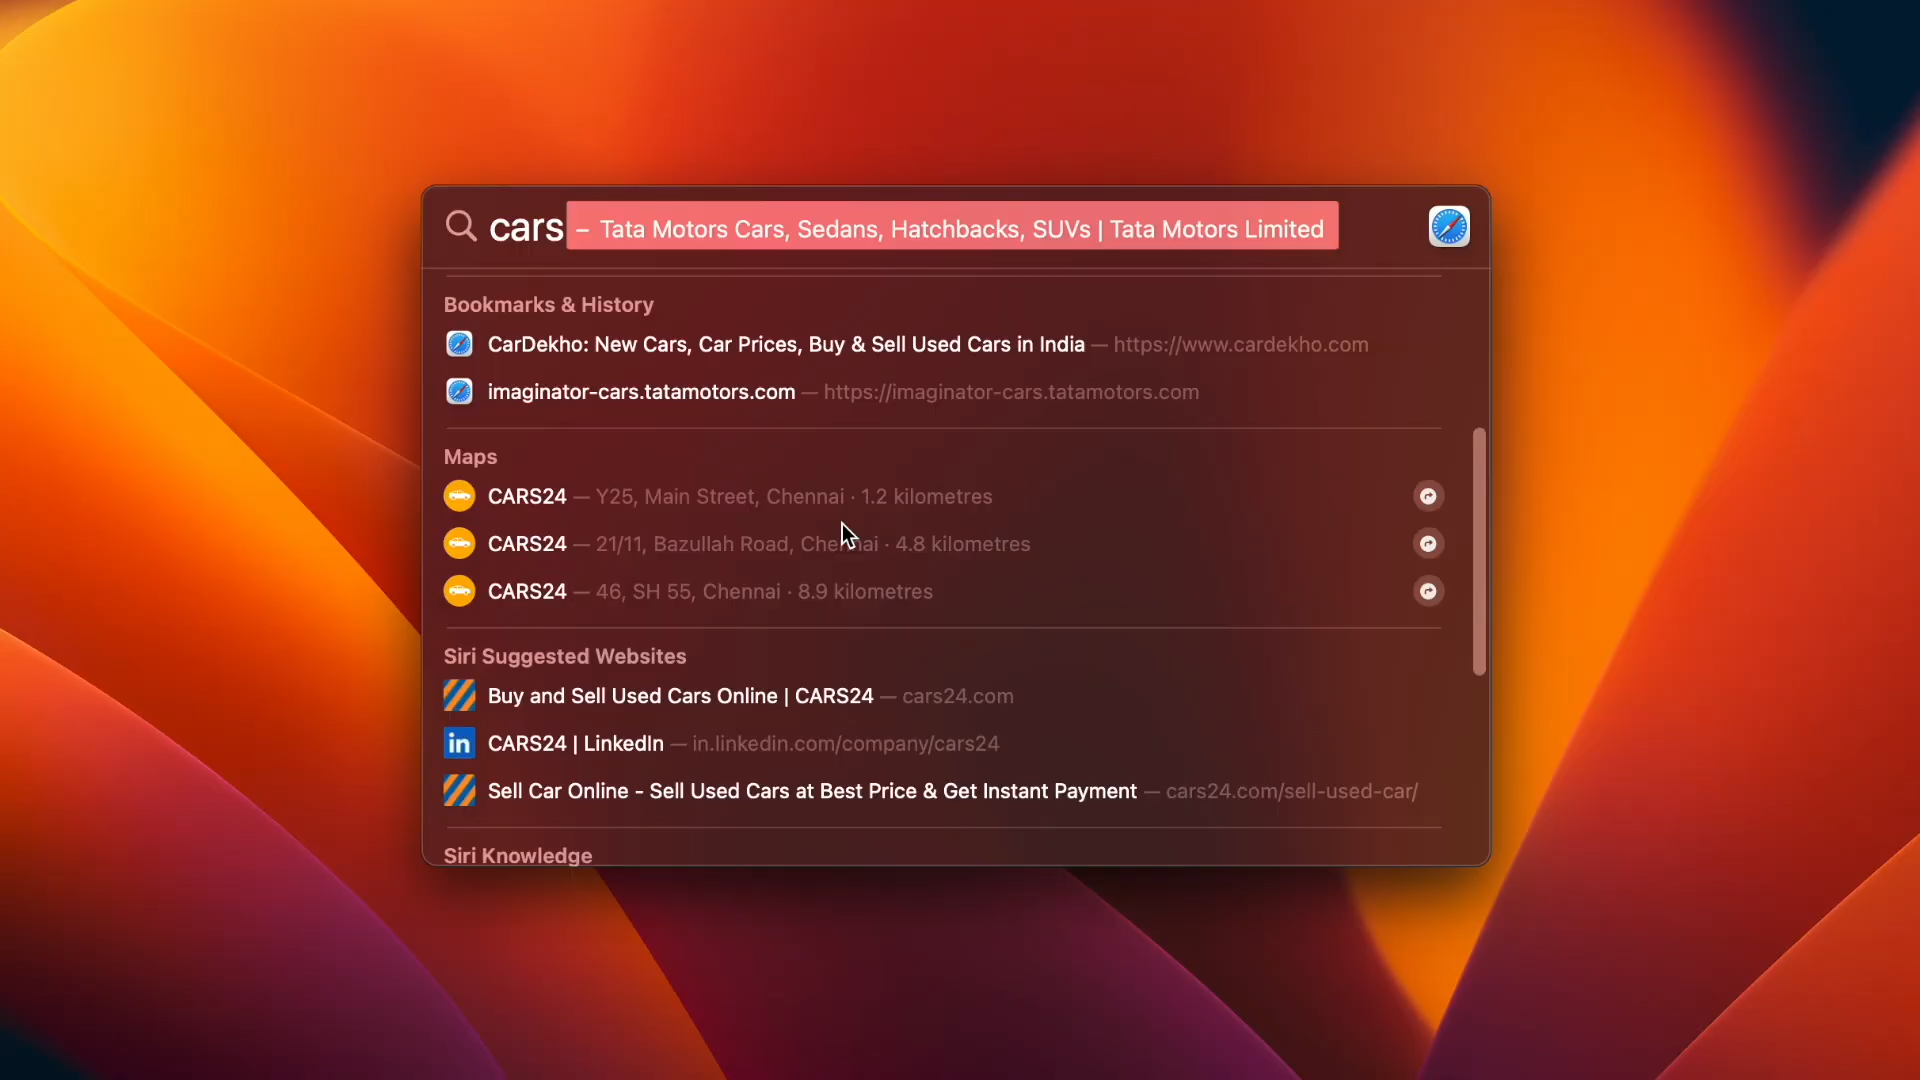 cars – Tata Motors Cars, Sedans, Hatchbacks, SUVs | Tata Motors Limited
Bookmarks & History
CarDekho: New Cars, Car Prices, Buy & Sell Used Cars in India — https://www.cardekho.com
imaginator-cars.tatamotors.com — https://imaginator-cars.tatamotors.com
Maps
CARS24 — Y25, Main Street, Chennai · 1.2 kilometres
CARS24 — 21/11, Bazullah Road, Chennai · 4.8 kilometres
CARS24 — 46, SH 55, Chennai · 8.9 kilometres
Siri Suggested Websites
Buy and Sell Used Cars Online | CARS24 — cars24.com
in CARS24 | LinkedIn — in.linkedin.com/company/cars24
Sell Car Online - Sell Used Cars at Best Price & Get Instant Payment — cars24.com/sell-used-car/
Siri Knowledge